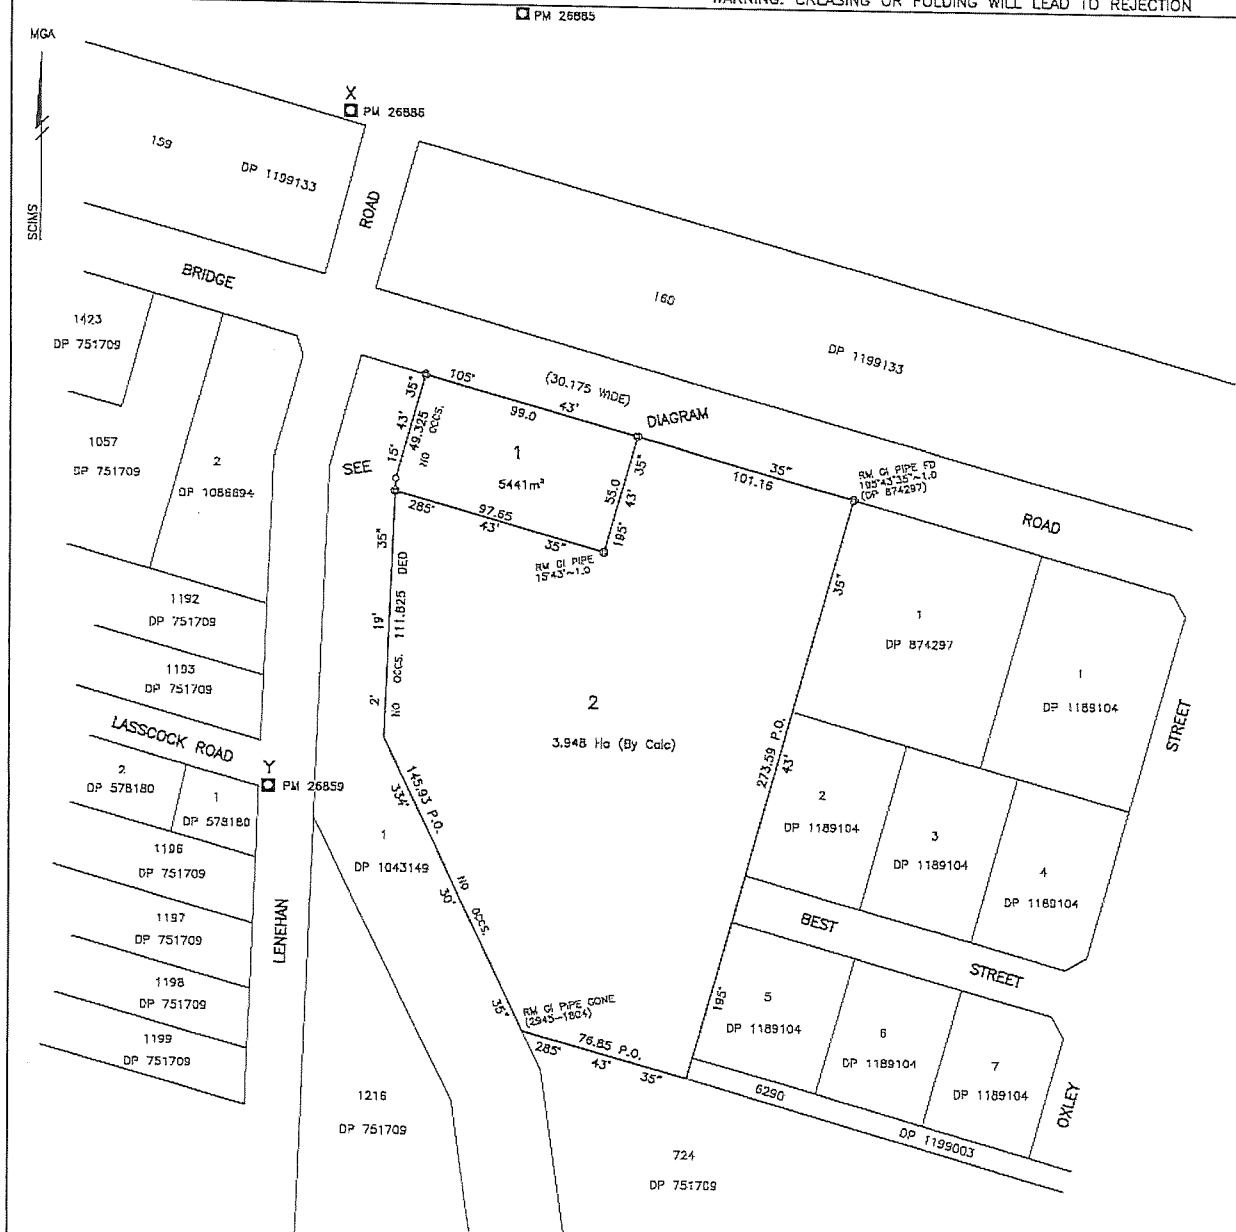 WARNING: CREASING OR FOLDING WILL LEAD TO REJECTION
PM 26885
MGA
X
PM 26886
159
DP 1199133
SCIMS
ROAD
BRIDGE
160
DP 1199133
1423
DP 751709
105°
(30.175 WIDE)
43'
99.0
DIAGRAM
35"
43'
49.325
15'
NO OCCS.
1
5441m²
1057
DP 751709
2
DP 1086694
SEE
35"
55.0
43'
195°
35"
101.16
RM GI PIPE FD
195°43'35"~1.0
(DP 874297)
ROAD
97.65
285°
43'
35"
RM GI PIPE
15°43'~1.0
35"
19'
2'
NO OCCS. 111.825 DED
1192
DP 751709
1193
DP 751709
35"
1
DP 874297
1
DP 1189104
STREET
2
3.948 Ha (By Calc)
LASSCOCK ROAD
273.59 P.O.
43'
Y
PM 26859
2
DP 578180
1
DP 578180
145.93 P.O.
334°
30'
35"
NO OCCS.
1
DP 1043149
2
DP 1189104
3
DP 1189104
4
DP 1189104
1196
DP 751709
1197
DP 751709
1198
DP 751709
1199
DP 751709
LENEHAN
BEST
STREET
195°
RM GI PIPE GONE
(2943-1804)
76.85 P.O.
285°
43'
35"
5
DP 1189104
6
DP 1189104
7
DP 1189104
OXLEY
6290
DP 1199003
1216
DP 751709
724
DP 751709